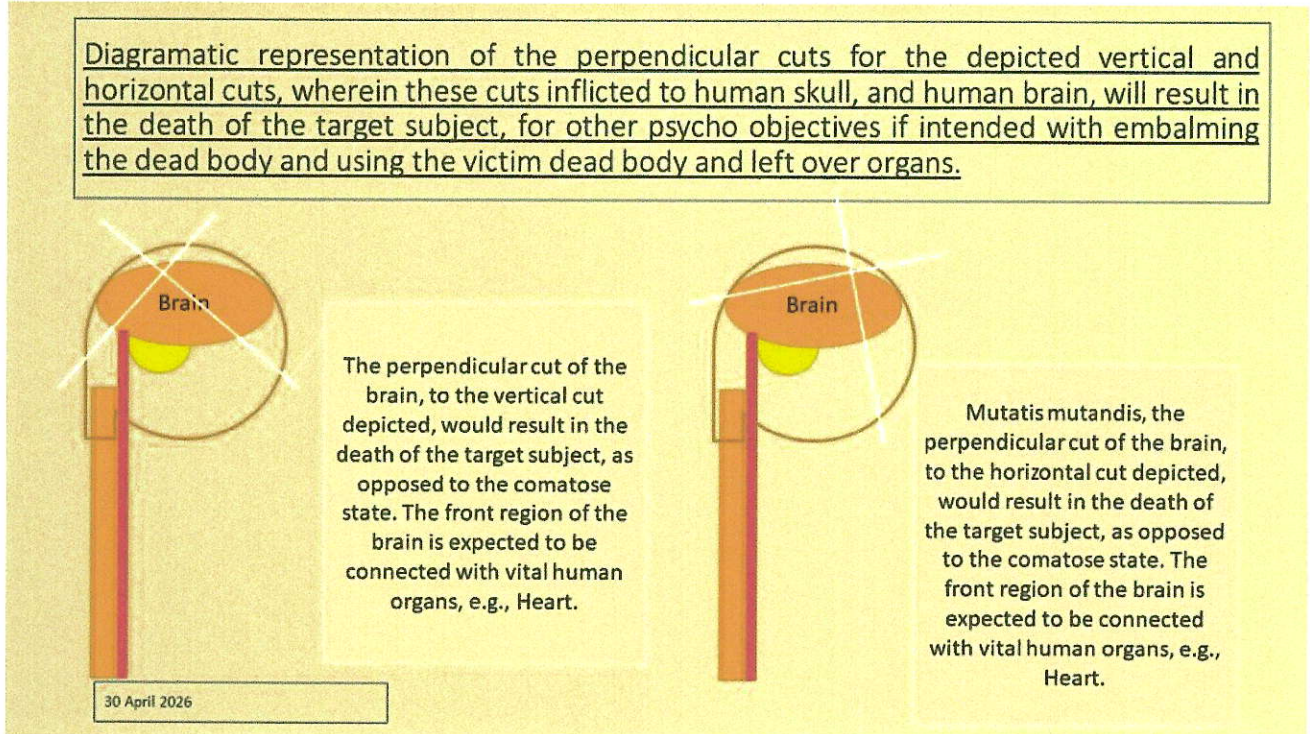 Diagramatic representation of the perpendicular cuts for the depicted vertical and
horizontal cuts, wherein these cuts inflicted to human skull, and human brain, will result in
the death of the target subject, for other psycho objectives if intended with embalming
the dead body and using the victim dead body and left over organs.
Brain
The perpendicular cut of the
brain, to the vertical cut
depicted, would result in the
death of the target subject, as
opposed to the comatose
state. The front region of the
brain is expected to be
connected with vital human
organs, e.g., Heart.
Brain
Mutatis mutandis, the
perpendicular cut of the brain,
to the horizontal cut depicted,
would result in the death of
the target subject, as opposed
to the comatose state. The
front region of the brain is
expected to be connected
with vital human organs, e.g.,
Heart.
30 April 2026